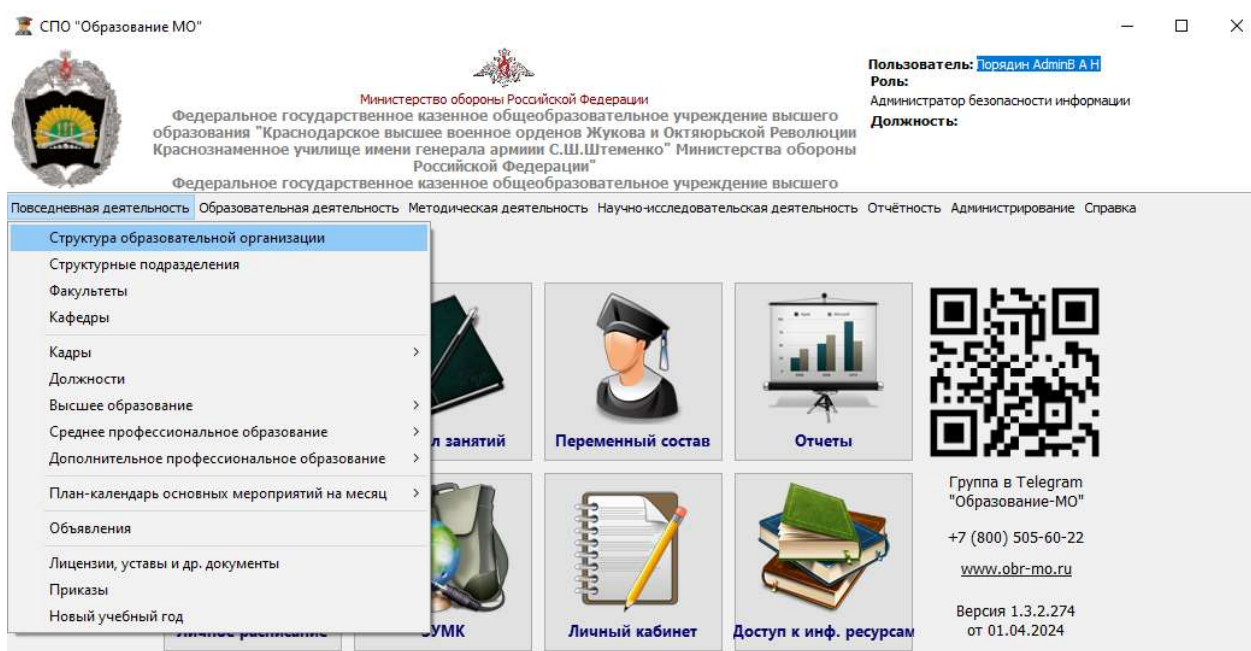 СПО "Образование МО"
Министерство обороны Российской Федерации
Федеральное государственное казенное общеобразовательное учреждение высшего
образования "Краснодарское высшее военное орденов Жукова и Октяюрьской Революции
Краснознаменное училище имени генерала армиии С.Ш.Штеменко" Министерства обороны
Российской Федерации"
Федеральное государственное казенное общеобразовательное учреждение высшего
Пользователь: Порядин AdminB А Н
Роль:
Администратор безопасности информации
Должность:
Повседневная деятельность Образовательная деятельность Методическая деятельность Научно-исследовательская деятельность Отчётность Администрирование Справка
Структура образовательной организации
Структурные подразделения
Факультеты
Кафедры
Кадры
Должности
Высшее образование
Среднее профессиональное образование
Дополнительное профессиональное образование
План-календарь основных мероприятий на месяц
Объявления
Лицензии, уставы и др. документы
Приказы
Новый учебный год
л занятий
Переменный состав
Отчеты
Личное расписание
УМК
Личный кабинет
Доступ к инф. ресурсам
Группа в Telegram
"Образование-МО"
+7 (800) 505-60-22
www.obr-mo.ru
Версия 1.3.2.274
от 01.04.2024